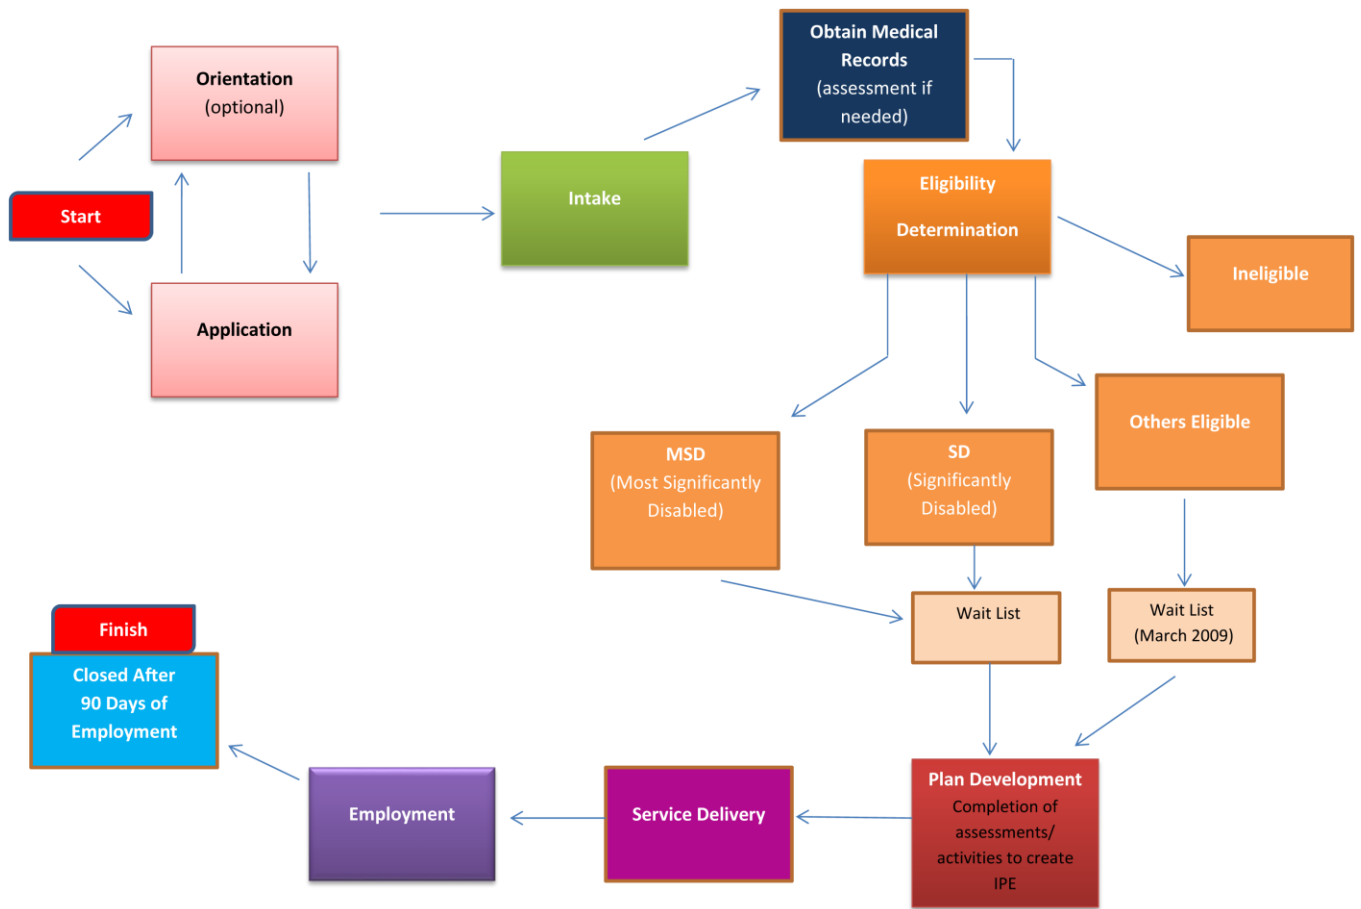 Start
Orientation
(optional)
Application
Intake
Obtain Medical
Records
(assessment if
needed)
Eligibility
Determination
Ineligible
MSD
(Most Significantly
Disabled)
SD
(Significantly
Disabled)
Others Eligible
Wait List
Wait List
(March 2009)
Plan Development
Completion of
assessments/
activities to create
IPE
Service Delivery
Employment
Finish
Closed After
90 Days of
Employment